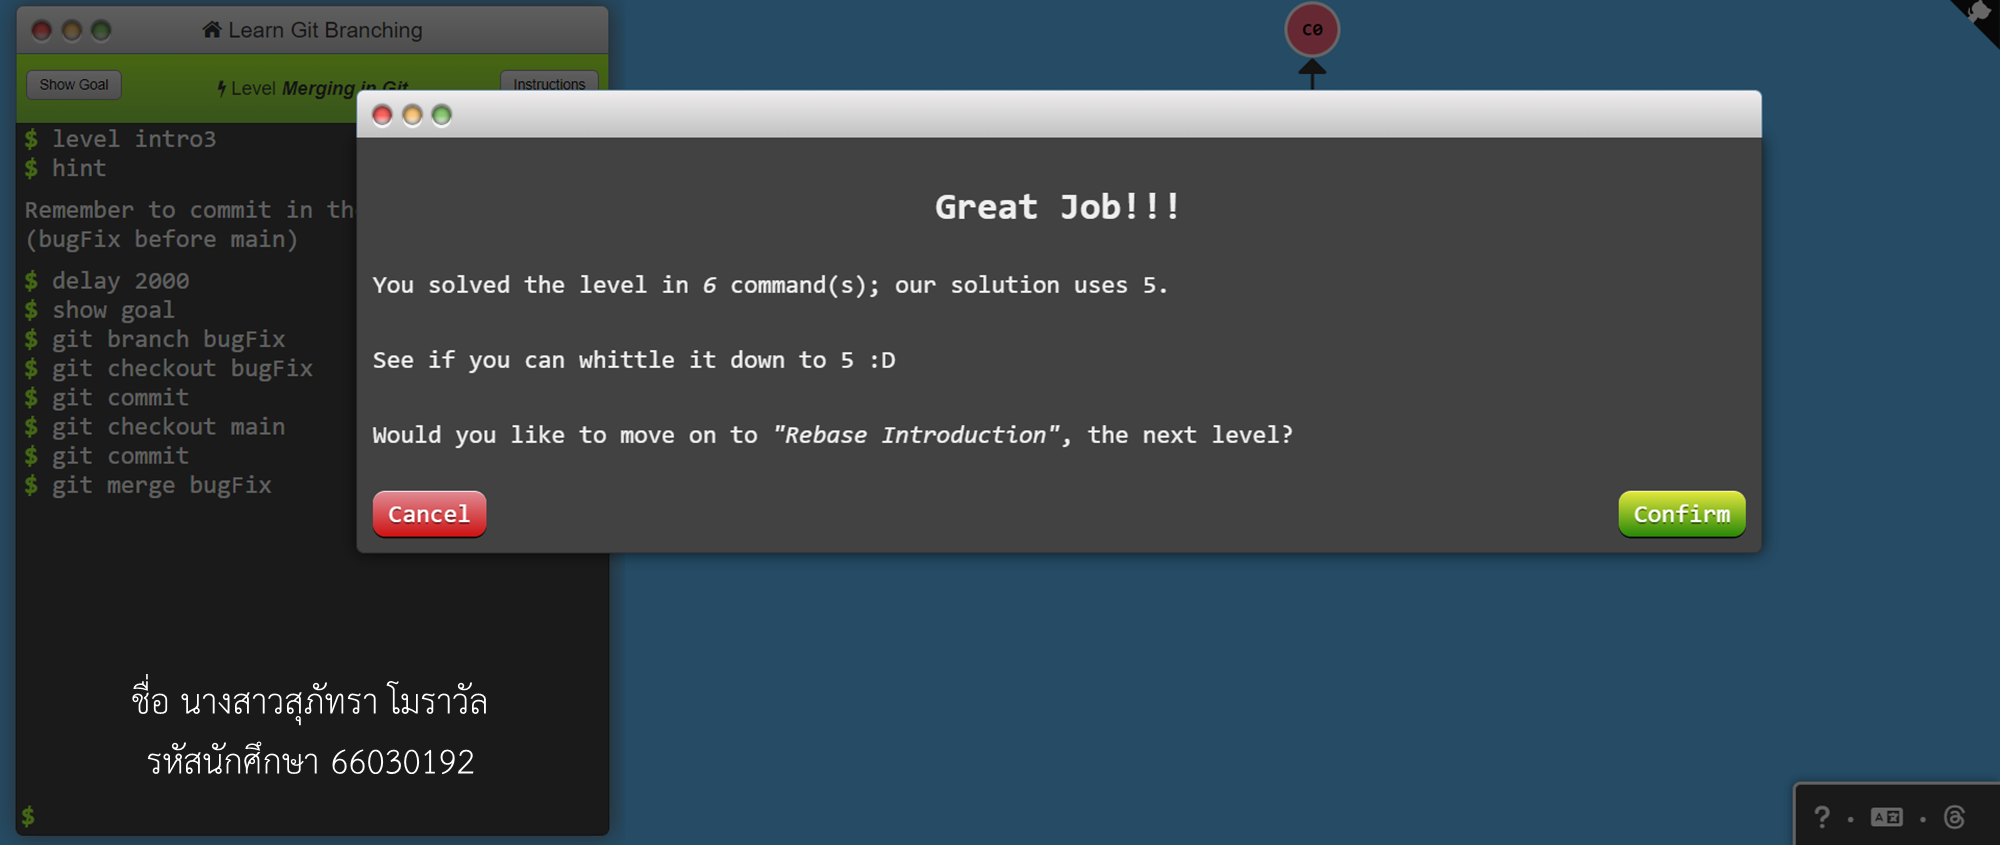 Learn Git Branching
Show Goal
Level Merging in Git
Instructions
$ level intro3
$ hint
Remember to commit in the
(bugFix before main)
$ delay 2000
$ show goal
$ git branch bugFix
$ git checkout bugFix
$ git commit
$ git checkout main
$ git commit
$ git merge bugFix
ชื่อ นางสาวสุภัทรา โมราวัล
รหัสนักศึกษา 66030192
$
C0
Great Job!!!
You solved the level in 6 command(s); our solution uses 5.
See if you can whittle it down to 5 :D
Would you like to move on to "Rebase Introduction", the next level?
Cancel
Confirm
?